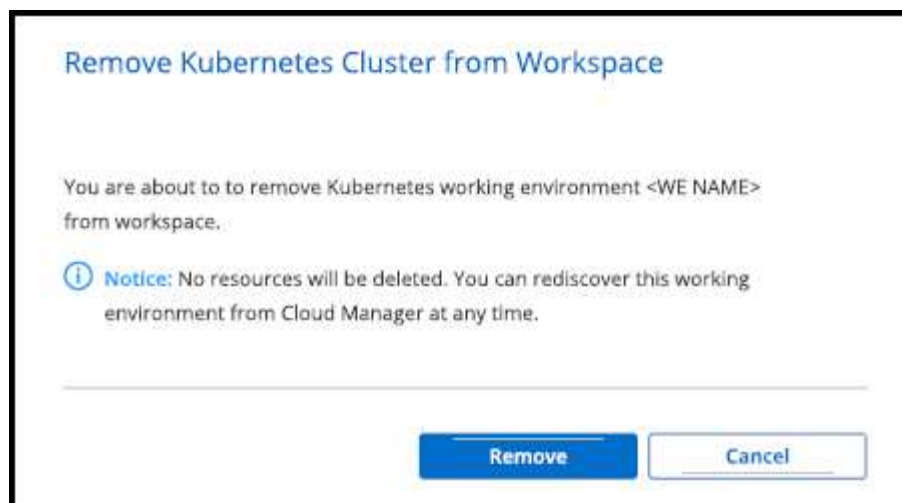 Remove Kubernetes Cluster from Workspace
You are about to to remove Kubernetes working environment <WE NAME>
from workspace.
Notice: No resources will be deleted. You can rediscover this working
environment from Cloud Manager at any time.
Remove
Cancel